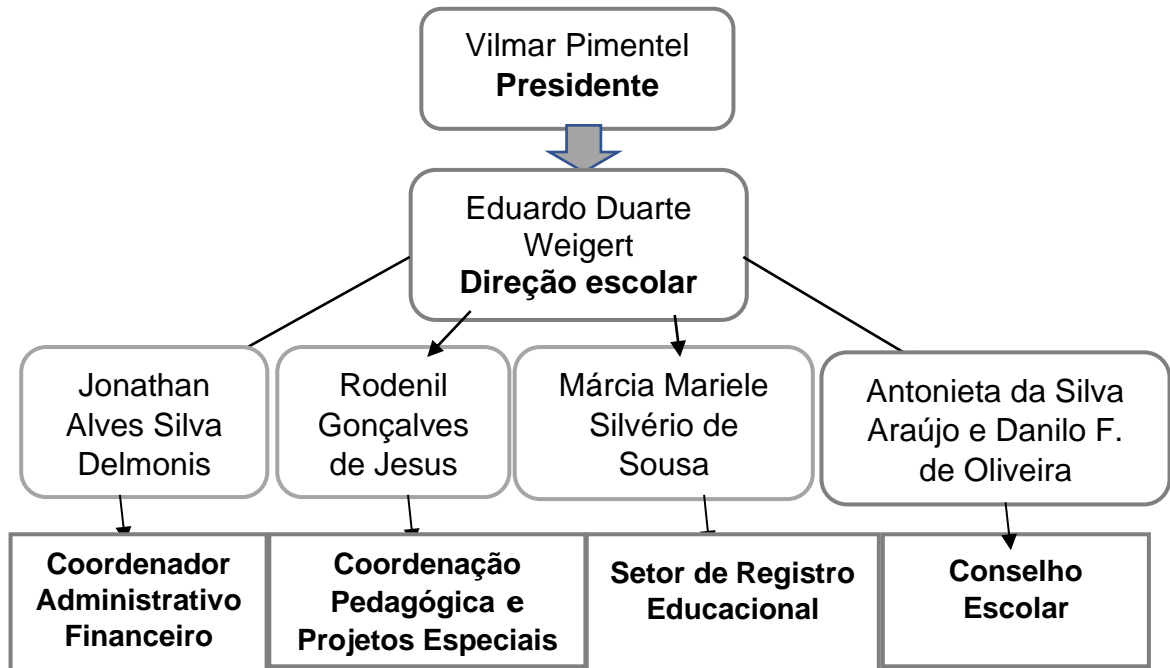 Vilmar Pimentel
Presidente
Eduardo Duarte
Weigert
Direção escolar
Jonathan
Alves Silva
Delmonis
Rodenil
Gonçalves
de Jesus
Márcia Mariele
Silvério de
Sousa
Antonieta da Silva
Araújo e Danilo F.
de Oliveira
Coordenador
Administrativo
Financeiro
Coordenação
Pedagógica e
Projetos Especiais
Setor de Registro
Educacional
Conselho
Escolar